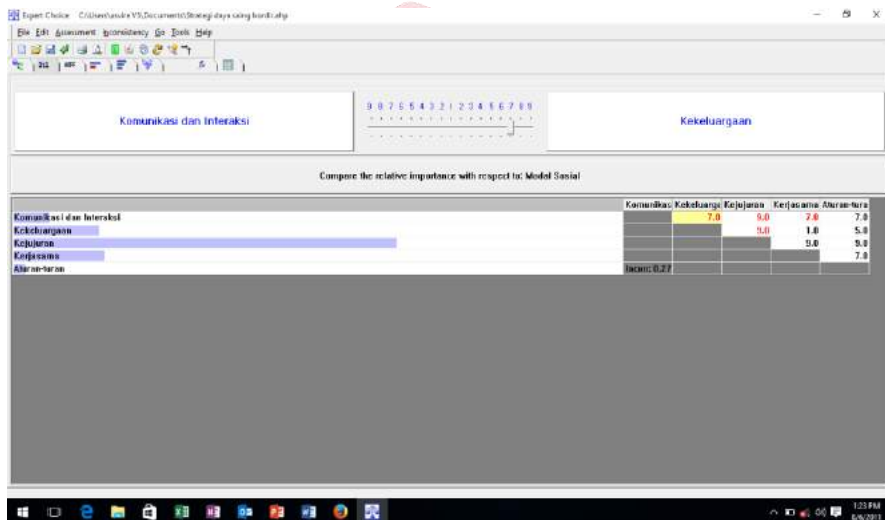 Expert Choice C:\Users\
File Edit Assessment Inconsistency Go Tools Help
Komunikasi dan Interaksi
9 8 7 6 5 4 3 2 1 2 3 4 5 6 7 8 9
Kekeluargaan
Compare the relative importance with respect to: Modal Sosial
Komunikas Kekeluarga Kejujuran Kerjasama Aturan-tura
Komunikasi dan Interaksi 7.0 9.0 7.0 7.0
Kekeluargaan 9.0 1.0 5.0
Kejujuran 9.0 9.0
Kerjasama 7.0
Aturan-turan Incon: 0.27
1:23 PM